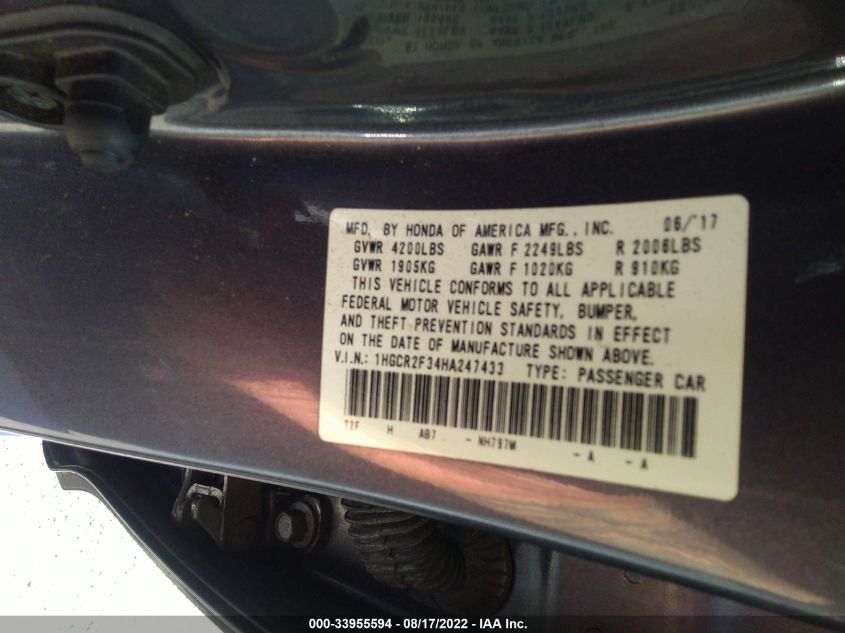 MFD. BY HONDA OF AMERICA MFG., INC. 06/'17
GVWR 4200LBS GAWR F 2249LBS R 2006LBS
GVWR 1905KG GAWR F 1020KG R 910KG
THIS VEHICLE CONFORMS TO ALL APPLICABLE
FEDERAL MOTOR VEHICLE SAFETY, BUMPER,
AND THEFT PREVENTION STANDARDS IN EFFECT
ON THE DATE OF MANUFACTURE SHOWN ABOVE.
V.I.N.: 1HGCR2F34HA247433 TYPE: PASSENGER CAR
T2F H AB7 - NH797M - A - A
000-33955594 - 08/17/2022 - IAA Inc.